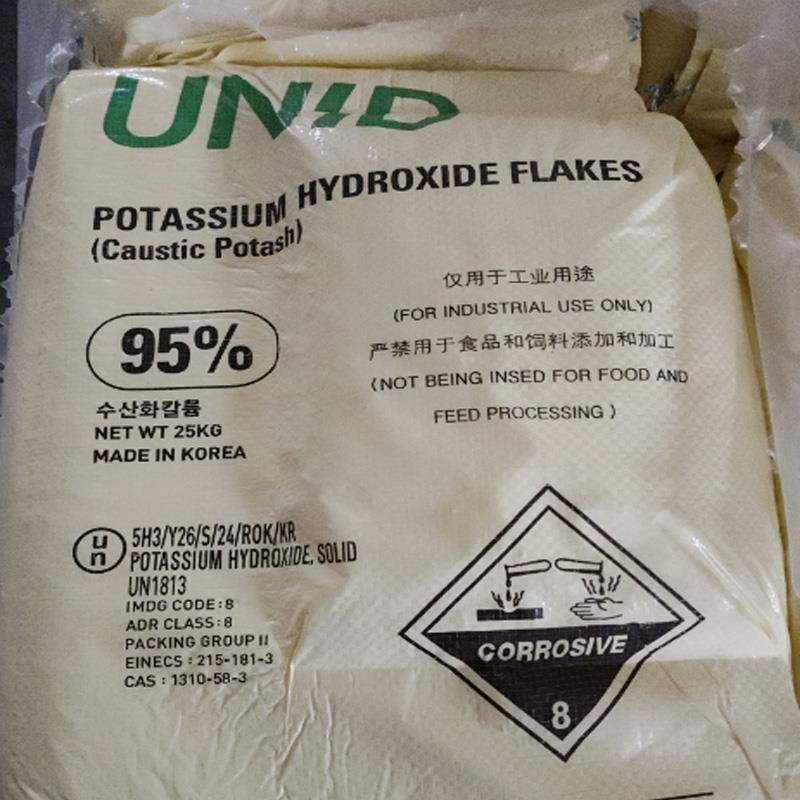 UNID
POTASSIUM HYDROXIDE FLAKES
(Caustic Potash)
95%
수산화칼륨
NET WT 25KG
MADE IN KOREA
仅用于工业用途
(FOR INDUSTRIAL USE ONLY)
严禁用于食品和饲料添加和加工
(NOT BEING INSED FOR FOOD AND
FEED PROCESSING)
un
5H3/Y26/S/24/ROK/KR
POTASSIUM HYDROXIDE, SOLID
UN1813
IMDG CODE : 8
ADR CLASS : 8
PACKING GROUP II
EINECS : 215-181-3
CAS : 1310-58-3
CORROSIVE
8